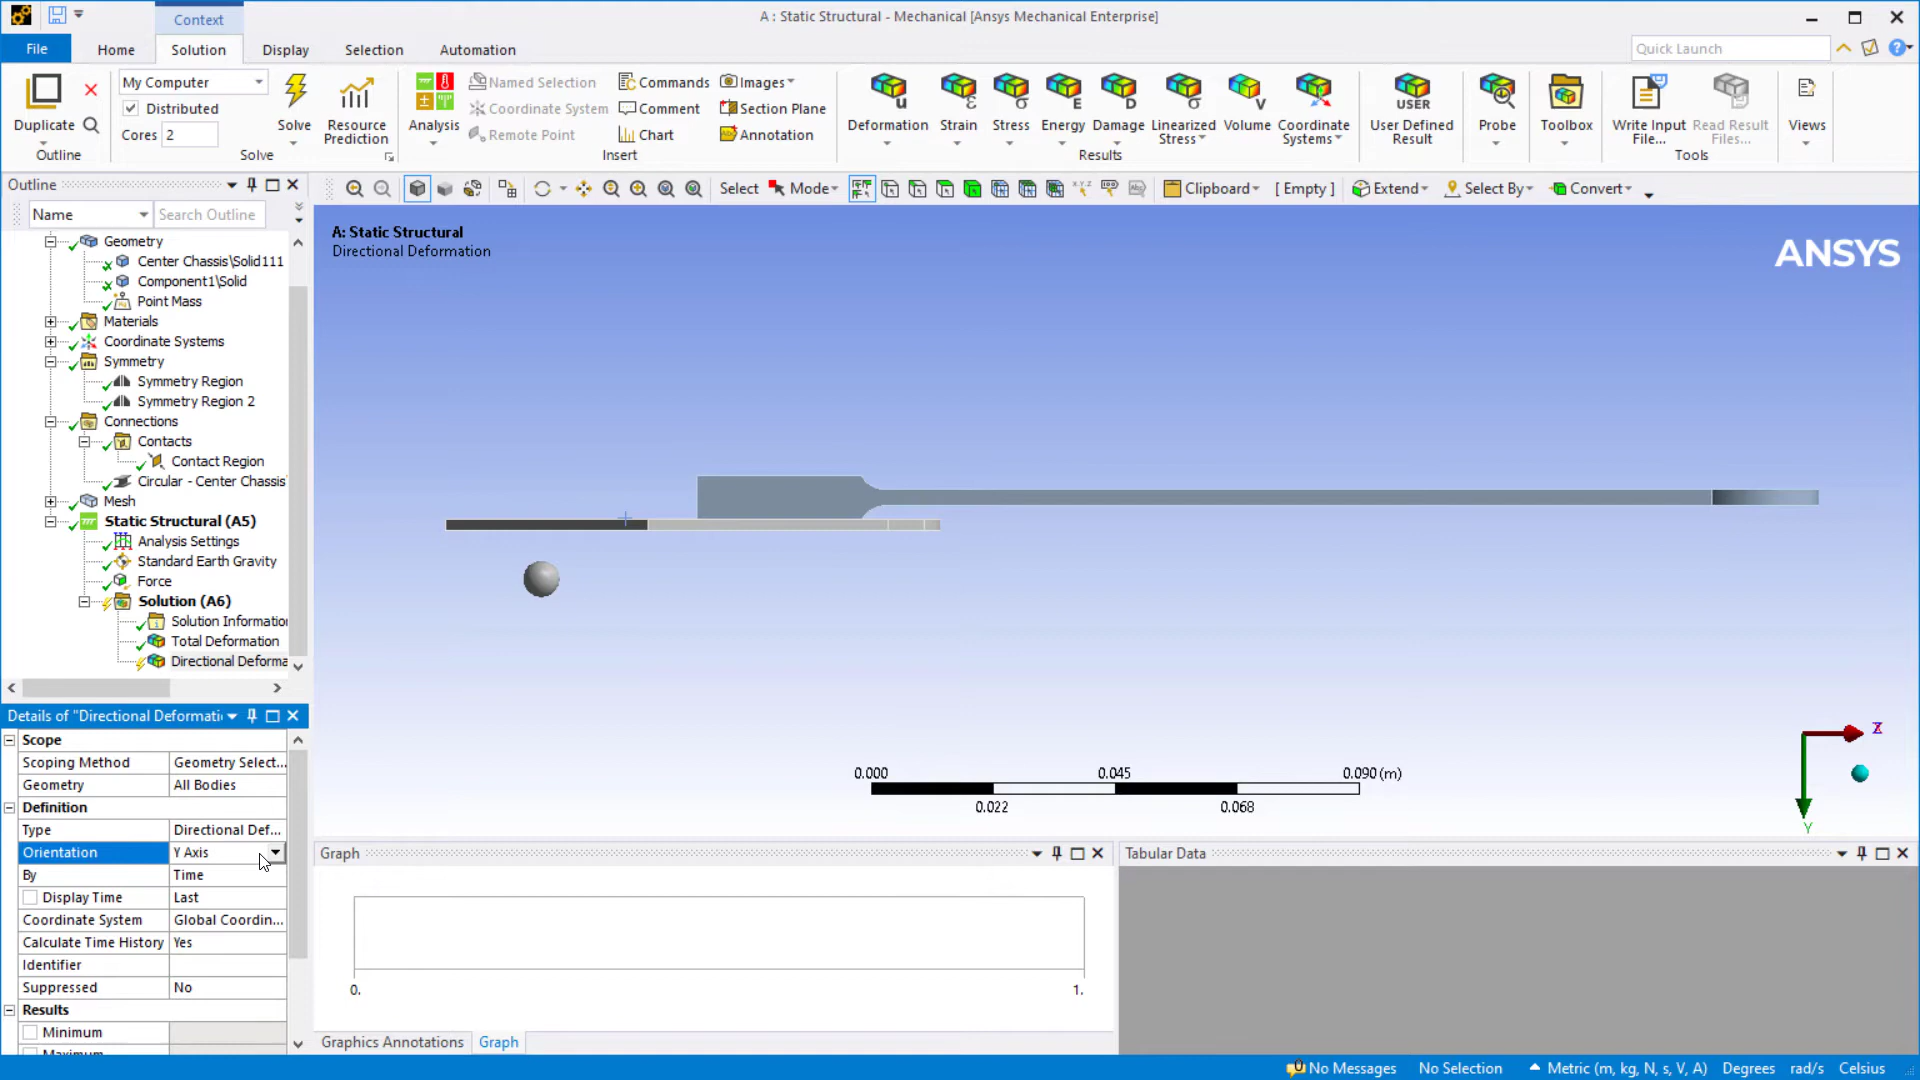 Context
A : Static Structural - Mechanical [Ansys Mechanical Enterprise]
File Home Solution Display Selection Automation
Quick Launch
Duplicate
Outline
My Computer
Distributed
Cores 2
Solve
Resource Prediction
Solve
Analysis
Named Selection
Coordinate System
Remote Point
Commands
Comment
Chart
Images
Section Plane
Annotation
Insert
Deformation Strain Stress Energy Damage Linearized Stress Volume Coordinate Systems
User Defined Result
Results
Probe
Toolbox
Write Input File...
Read Result Files...
Tools
Views
Outline
Name Search Outline
Select Mode Clipboard [ Empty ] Extend Select By Convert
Geometry
Center Chassis\Solid111
Component1\Solid
Point Mass
Materials
Coordinate Systems
Symmetry
Symmetry Region
Symmetry Region 2
Connections
Contacts
Contact Region
Circular - Center Chassis
Mesh
Static Structural (A5)
Analysis Settings
Standard Earth Gravity
Force
Solution (A6)
Solution Information
Total Deformation
Directional Deforma
A: Static Structural
Directional Deformation
ANSYS
0.000 0.045 0.090 (m)
0.022 0.068
Z
Y
Details of "Directional Deformati
Scope
Scoping Method Geometry Select...
Geometry All Bodies
Definition
Type Directional Def...
Orientation Y Axis
By Time
Display Time Last
Coordinate System Global Coordin...
Calculate Time History Yes
Identifier
Suppressed No
Results
Minimum
Graph
0. 1.
Graphics Annotations Graph
Tabular Data
No Messages No Selection Metric (m, kg, N, s, V, A) Degrees rad/s Celsius